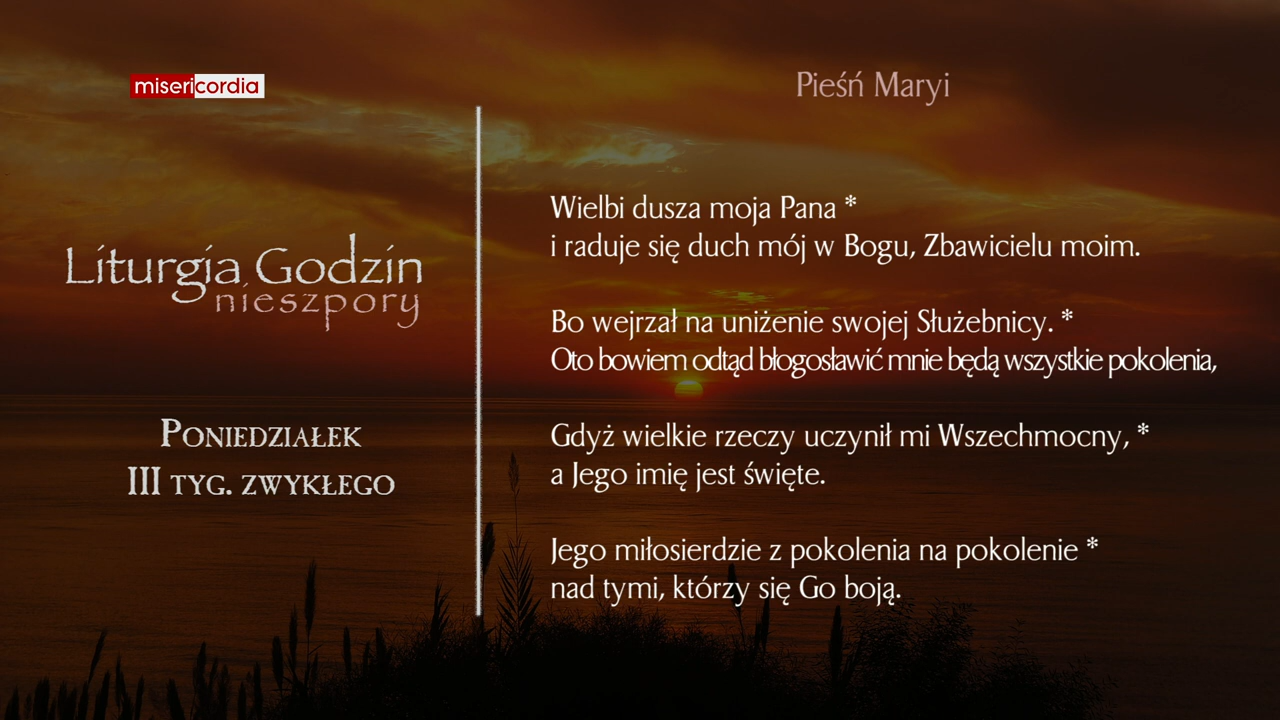 misericordia
Liturgia Godzin
nieszpory
Poniedziałek
III tyg. zwykłego
Pieśń Maryi
Wielbi dusza moja Pana *
i raduje się duch mój w Bogu, Zbawicielu moim.
Bo wejrzał na uniżenie swojej Służebnicy. *
Oto bowiem odtąd błogosławić mnie będą wszystkie pokolenia,
Gdyż wielkie rzeczy uczynił mi Wszechmocny, *
a Jego imię jest święte.
Jego miłosierdzie z pokolenia na pokolenie *
nad tymi, którzy się Go boją.